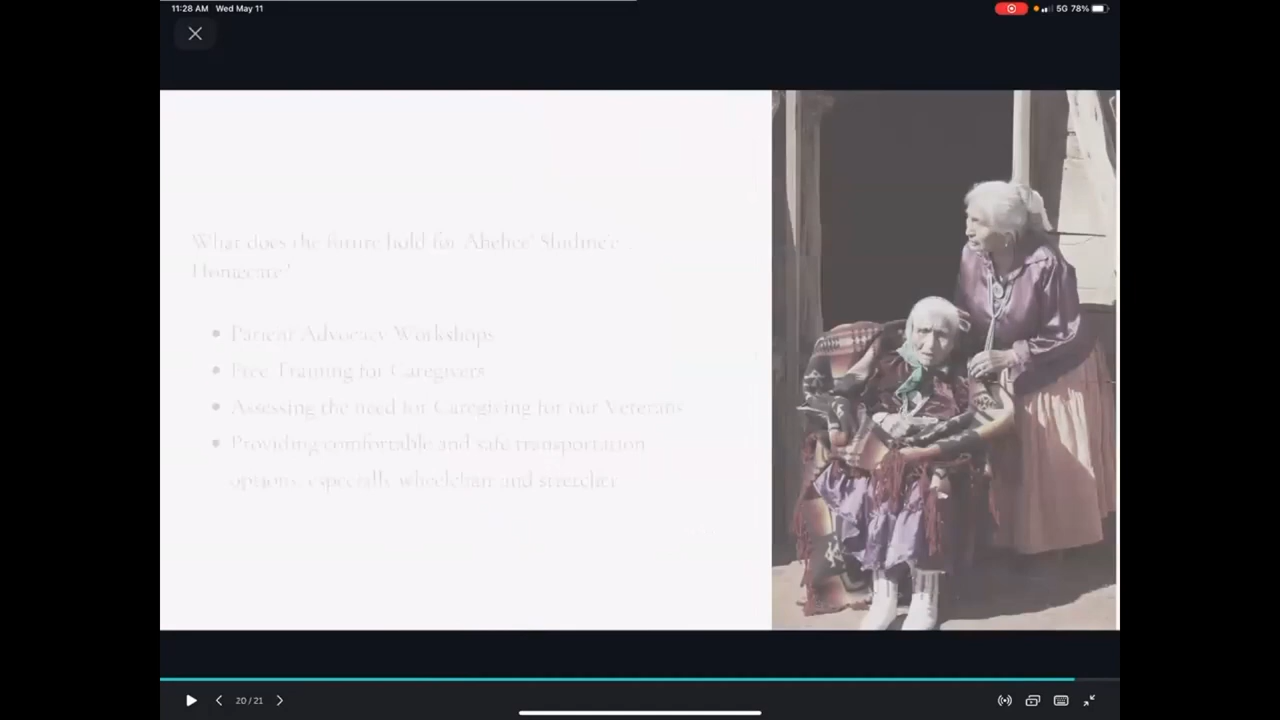 11:28 AM Wed May 11
5G 78%
What does the future hold for
Homecare?
Patient Advocacy Workshops
Free Training for Caregivers
Assessing the need for Caregiving for our Veterans
Providing comfortable and safe transportation
options, especially wheelchair and stretcher
20 / 21